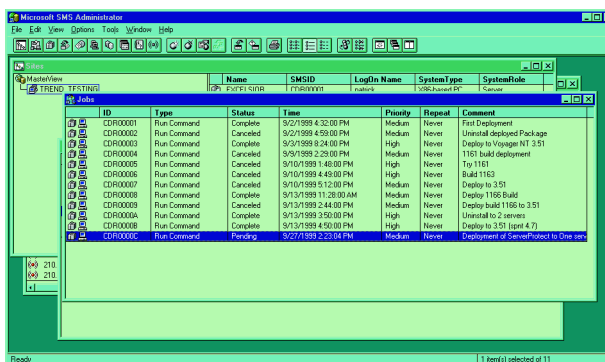 Microsoft SMS Administrator
File Edit View Options Tools Window Help
Sites
MasterView
TREND_TESTING
Name SMSID LogOn Name SystemType SystemRole
EXCELSIOR CDR00001 patrick X86-based PC Server
Jobs
ID Type Status Time Priority Repeat Comment
CDR00001 Run Command Complete 9/2/1999 4:32:00 PM Medium Never First Deployment
CDR00002 Run Command Canceled 9/2/1999 4:59:00 PM Medium Never Uninstall deployed Package
CDR00003 Run Command Complete 9/3/1999 8:24:00 PM High Never Deploy to Voyager NT 3.51
CDR00004 Run Command Canceled 9/9/1999 2:29:00 PM Medium Never 1161 build deployment
CDR00005 Run Command Canceled 9/10/1999 1:48:00 PM High Never Try 1161
CDR00006 Run Command Canceled 9/10/1999 4:49:00 PM High Never Build 1163
CDR00007 Run Command Canceled 9/10/1999 5:12:00 PM Medium Never Deploy to 3.51
CDR00008 Run Command Complete 9/13/1999 11:28:00 AM Medium Never Deploy 1166 Build
CDR00009 Run Command Complete 9/13/1999 2:44:00 PM Medium Never Deploy build 1166 to 3.51
CDR0000A Run Command Complete 9/13/1999 3:50:00 PM High Never Uninstall to 2 servers
CDR0000B Run Command Complete 9/13/1999 4:50:00 PM High Never Deploy to 3.51 (spnt 4.7)
CDR0000C Run Command Pending 9/27/1999 2:23:04 PM Medium Never Deployment of ServerProtect to One serv
210.
210.
Ready 1 item(s) selected of 11